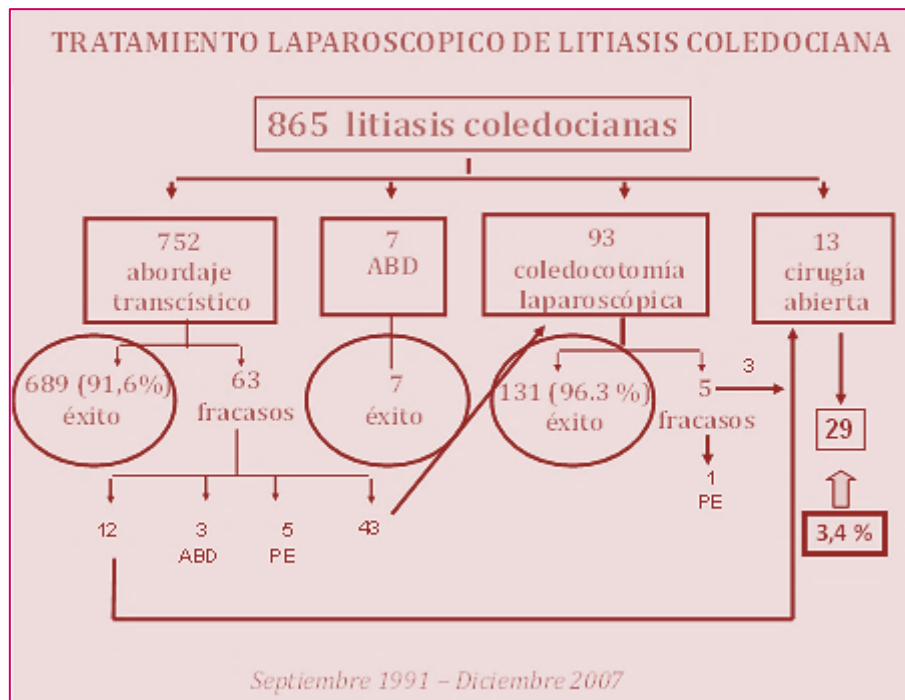 TRATAMIENTO LAPAROSCOPICO DE LITIASIS COLEDOCIANA
865 litiasis coledocianas
752
abordaje
transcístico
7
ABD
93
coledocotomía
laparoscópica
13
cirugía
abierta
689 (91,6%)
éxito
63
fracasos
7
éxito
131 (96.3 %)
éxito
5
fracasos
3
29
1
PE
12
3
ABD
5
PE
43
3,4 %
Septiembre 1991 – Diciembre 2007